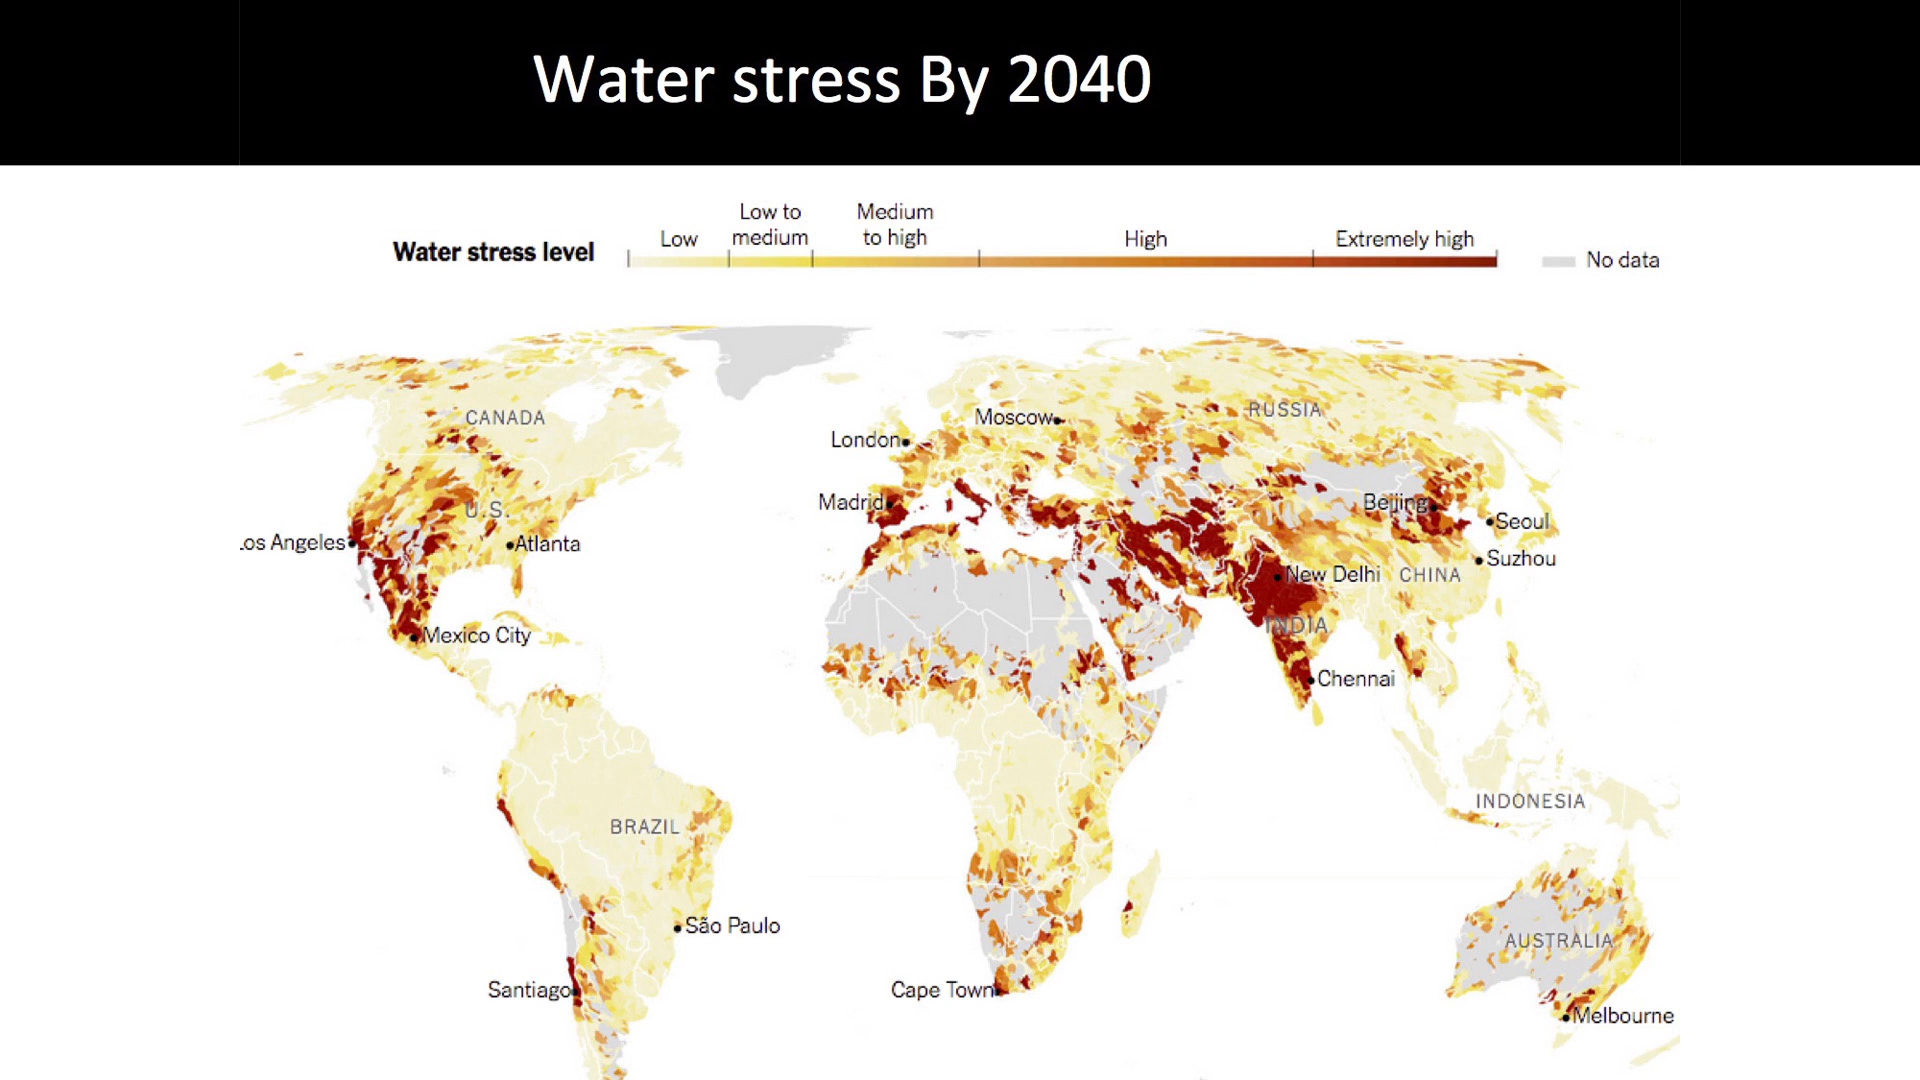 Water stress By 2040
Low to
medium
Medium
to high
Low
High
Extremely high
Water stress level
No data
CANADA
RUSSIA
Moscow
London
U.S.
Madrid
Beijing
Seoul
os Angeles
Atlanta
Suzhou
New Delhi
CHINA
INDIA
Mexico City
Chennai
INDONESIA
BRAZIL
São Paulo
AUSTRALIA
Santiago
Cape Town
Melbourne